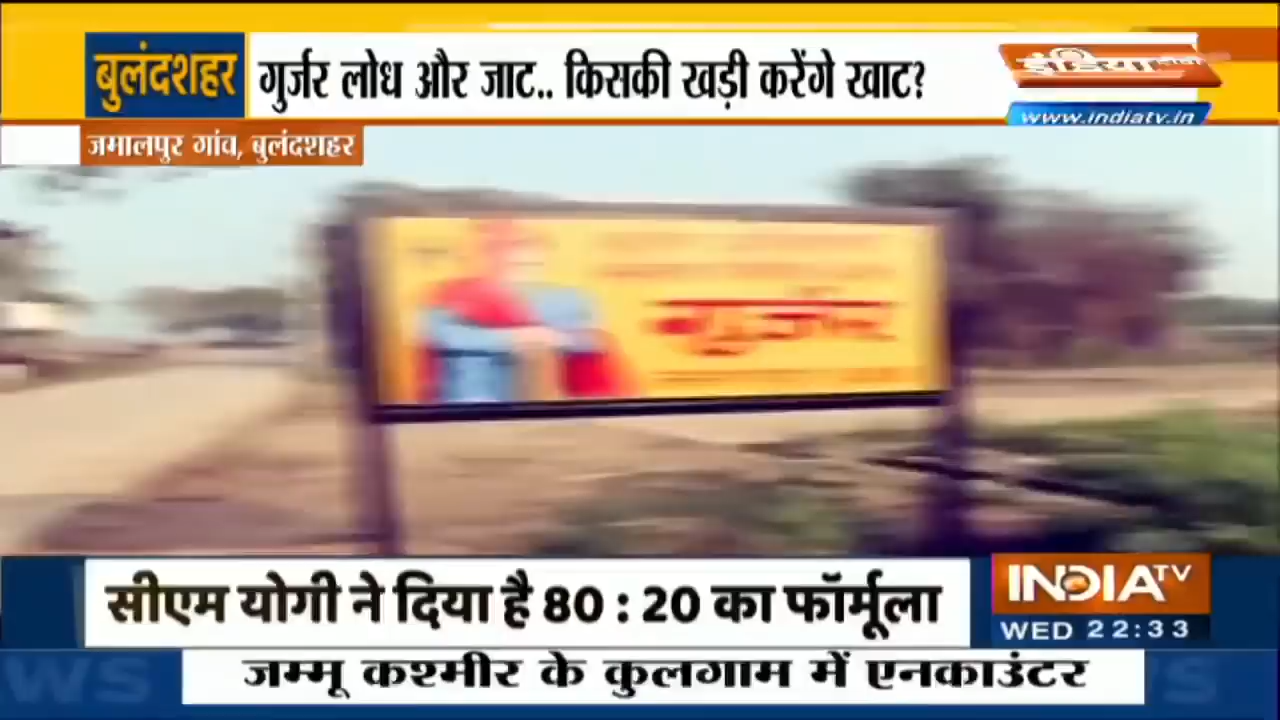 बुलंदशहर
गुर्जर लोध और जाट.. किसकी खड़ी करेंगे खाट?
इंडिया
www.indiatv.in
जमालपुर गांव, बुलंदशहर
सीएम योगी ने दिया है 80 : 20 का फॉर्मूला
INDIA TV
WED 22:33
जम्मू कश्मीर के कुलगाम में एनकाउंटर